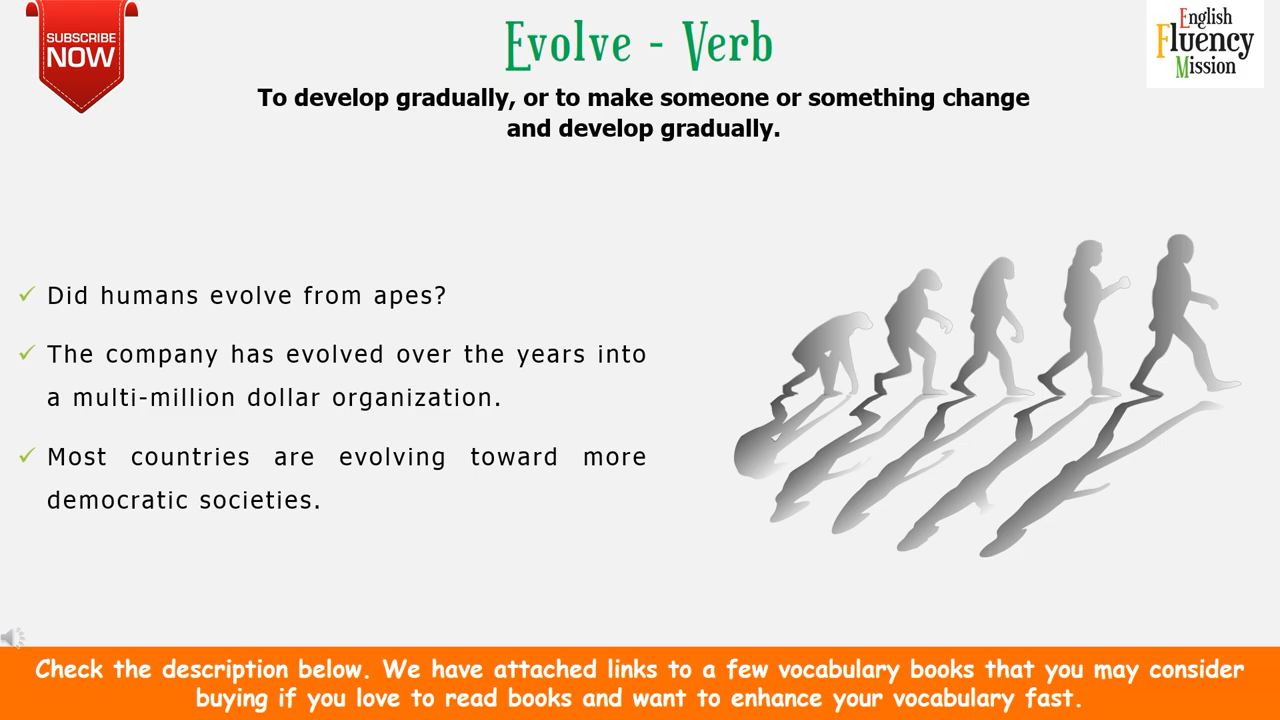 SUBSCRIBE
NOW
Evolve - Verb
English
Fluency
Mission
To develop gradually, or to make someone or something change
and develop gradually.
✓ Did humans evolve from apes?
✓ The company has evolved over the years into
a multi-million dollar organization.
✓ Most countries are evolving toward more
democratic societies.
Check the description below. We have attached links to a few vocabulary books that you may consider
buying if you love to read books and want to enhance your vocabulary fast.